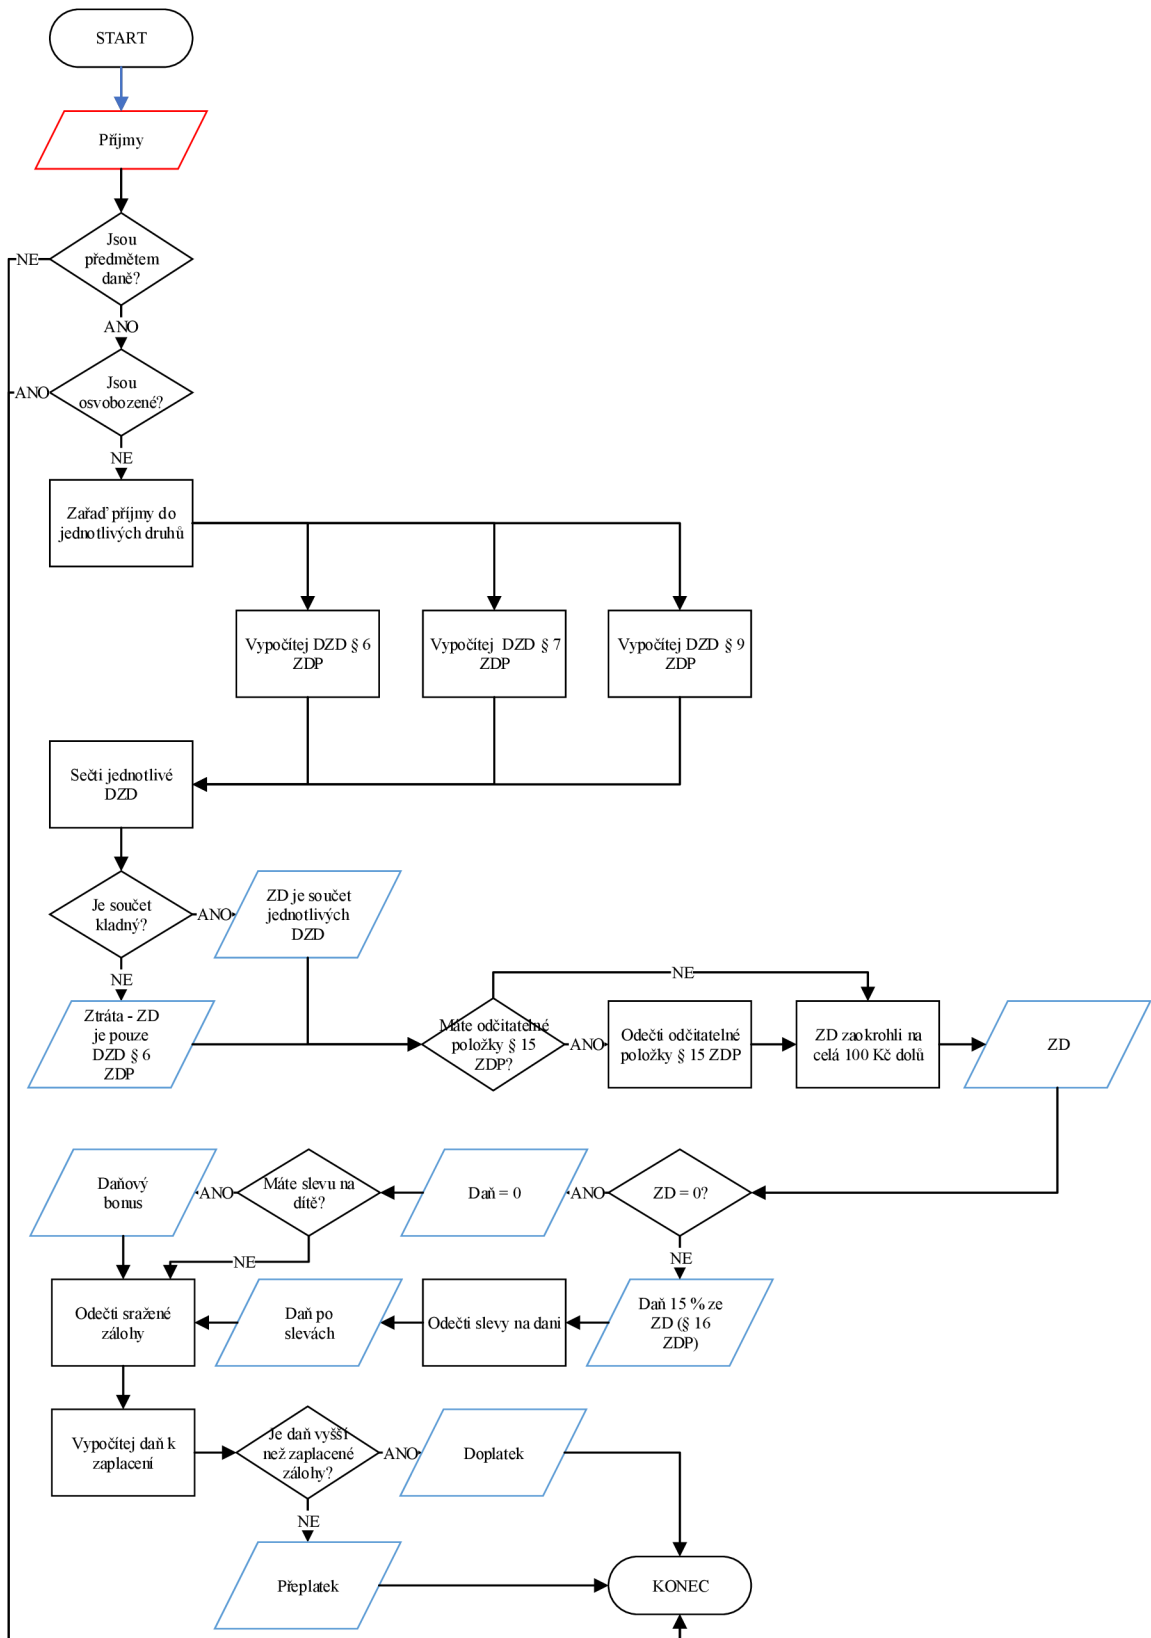 START
Příjmy
Jsou
předmětem
daně?
NE
ANO
Jsou
osvobozené?
ANO
NE
Zařaď příjmy do
jednotlivých druhů
Vypočítej DZD § 6
ZDP
Vypočítej DZD § 7
ZDP
Vypočítej DZD § 9
ZDP
Sečti jednotlivé
DZD
Je součet
kladný?
ANO
ZD je součet
jednotlivých
DZD
NE
Ztráta - ZD
je pouze
DZD § 6
ZDP
Máte odčitatelné
položky § 15
ZDP?
NE
ANO
Odečti odčitatelné
položky § 15 ZDP
ZD zaokrohli na
celá 100 Kč dolů
ZD
Daňový
bonus
ANO
Máte slevu na
dítě?
Daň = 0
ANO
ZD = 0?
NE
NE
Odečti sražené
zálohy
Daň po
slevách
Odečti slevy na dani
Daň 15 % ze
ZD (§ 16
ZDP)
Vypočítej daň k
zaplacení
Je daň vyšší
než zaplacené
zálohy?
ANO
Doplatek
NE
Přeplatek
KONEC